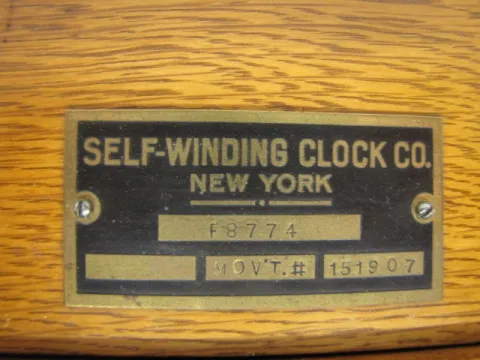 SELF-WINDING CLOCK CO.
NEW YORK
F8774
MOV'T.# 151907